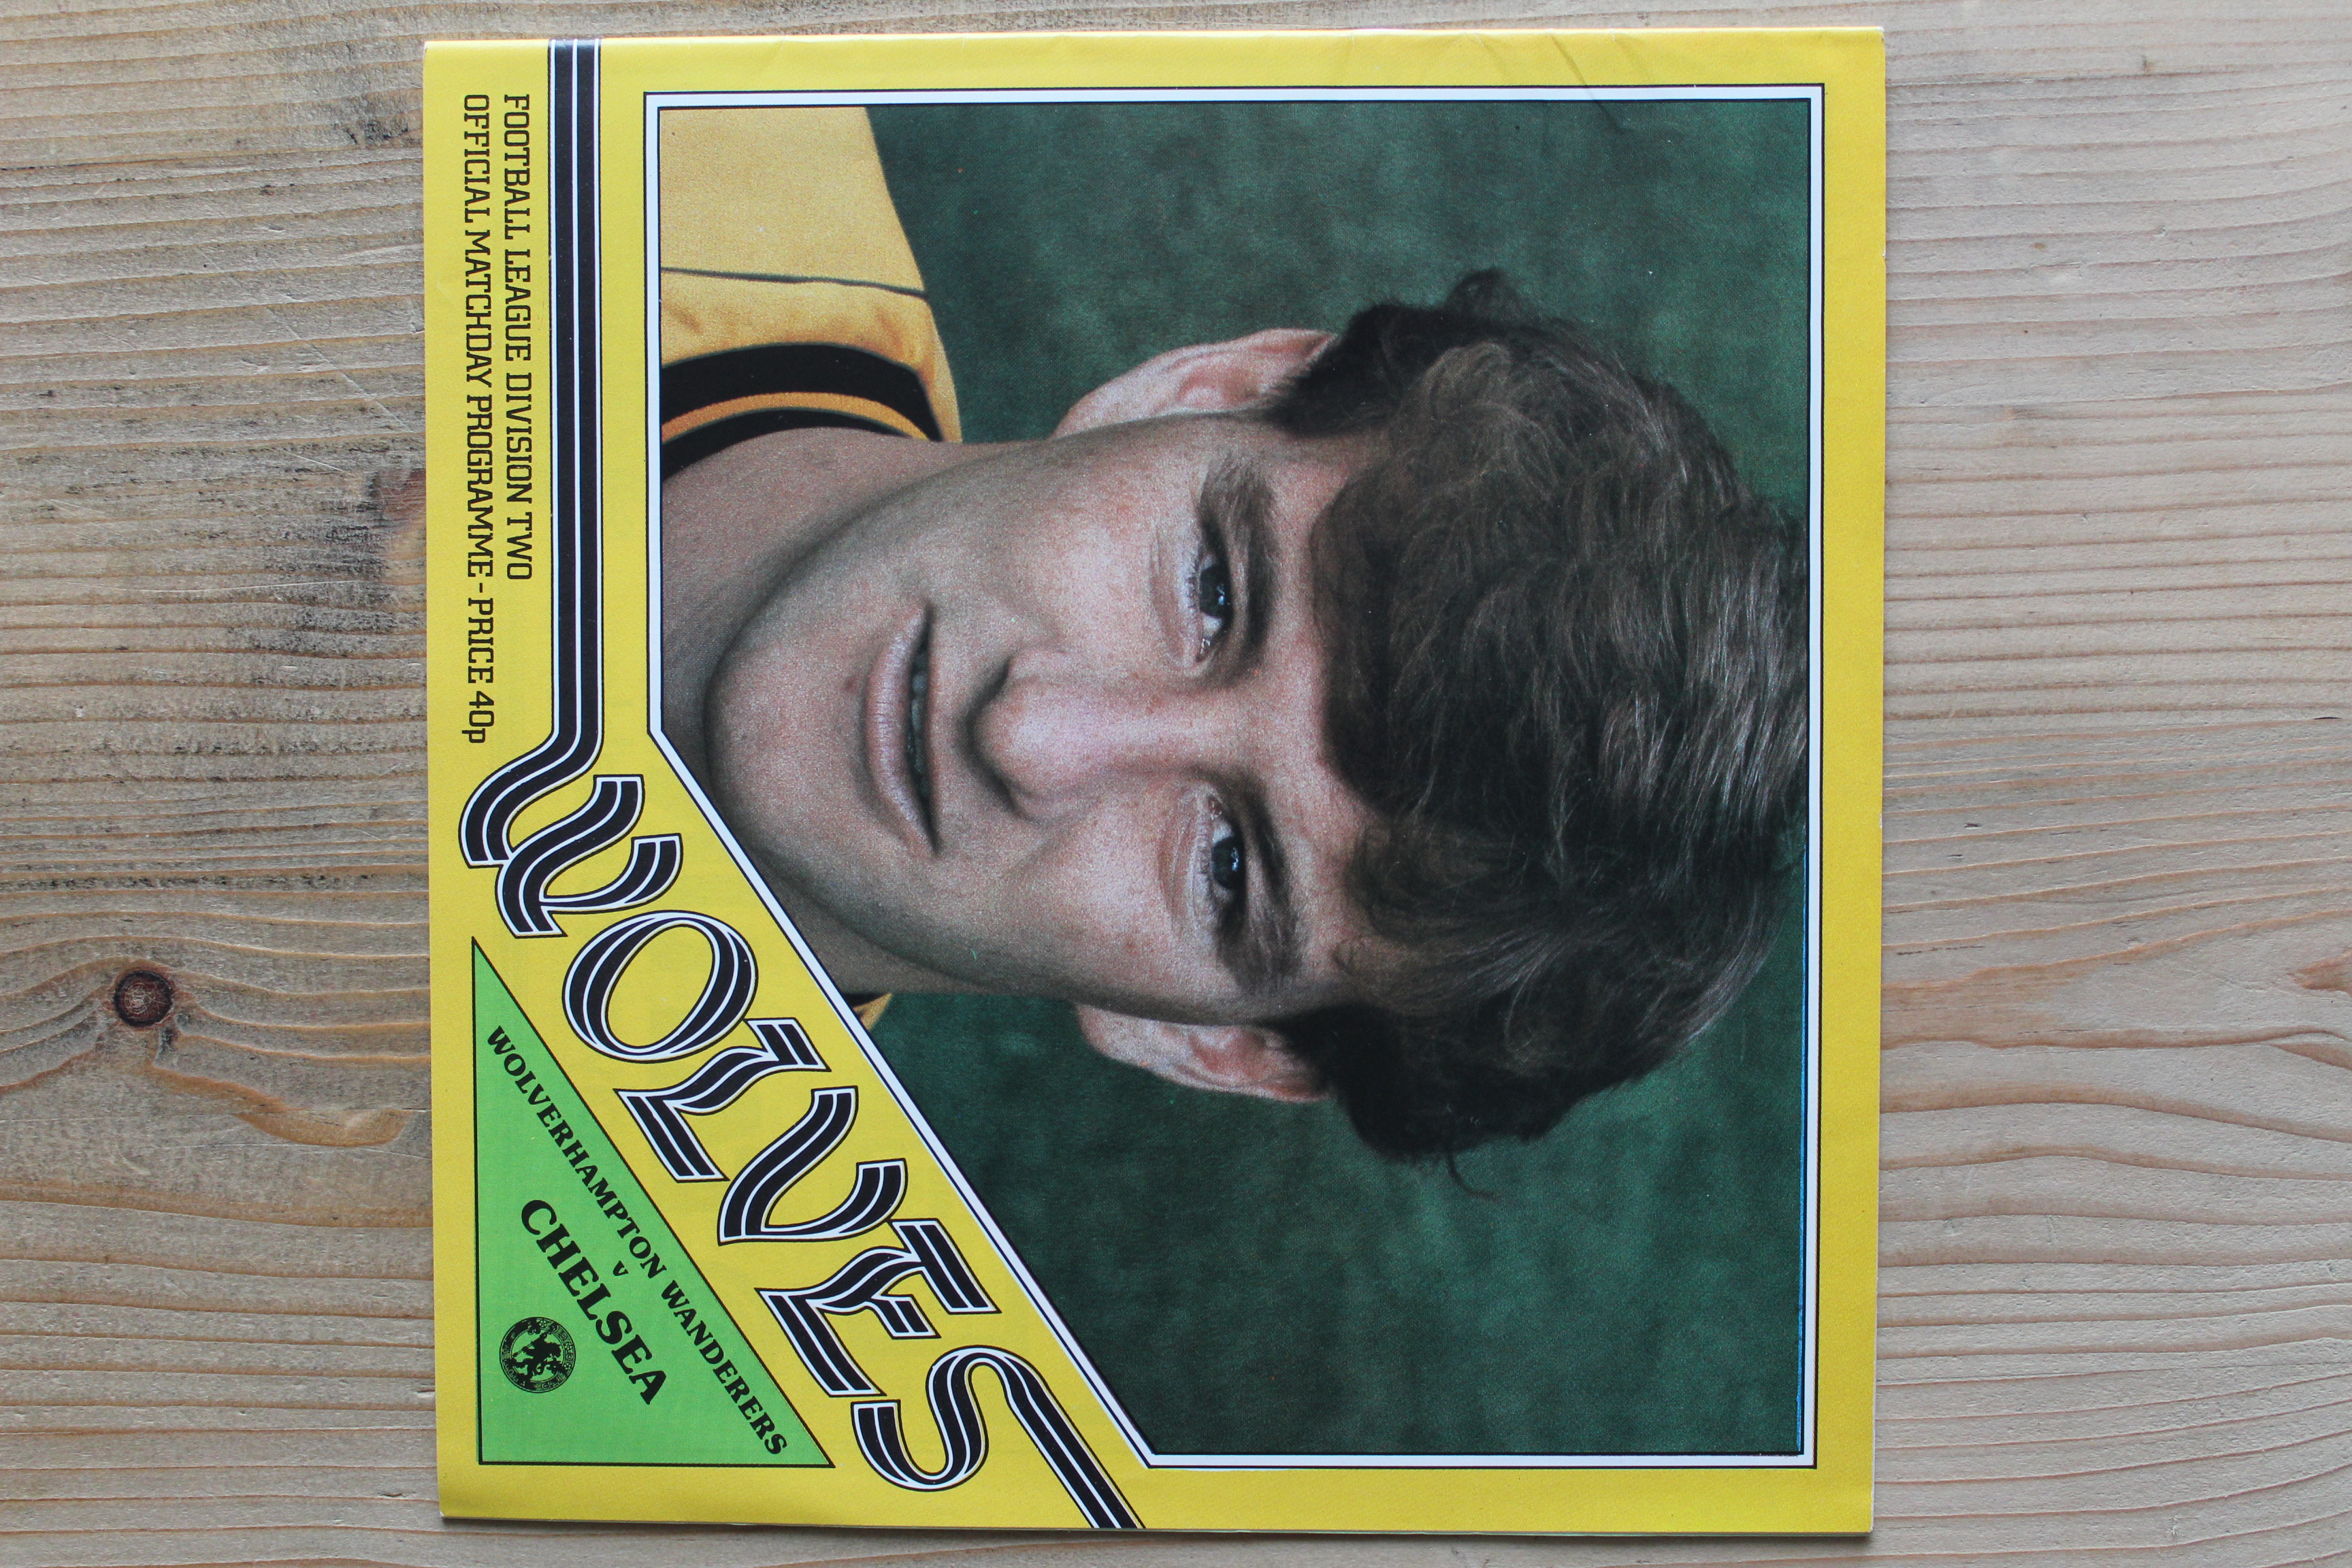 FOOTBALL LEAGUE DIVISION TWO
OFFICIAL MATCHDAY PROGRAMME-PRICE 40p
WOLVES
WOLVERHAMPTON WANDERERS
v
CHELSEA